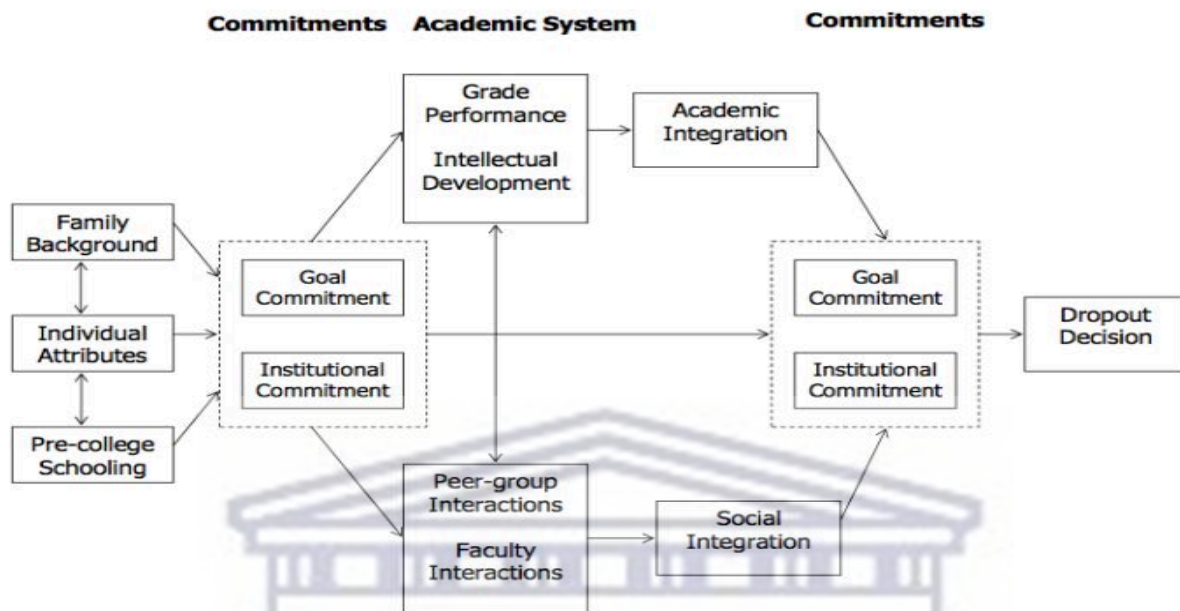 Commitments Academic System Commitments
Grade
Performance
Intellectual
Development
Academic
Integration
Family
Background
Individual
Attributes
Pre-college
Schooling
Goal
Commitment
Institutional
Commitment
Peer-group
Interactions
Faculty
Interactions
Social
Integration
Goal
Commitment
Institutional
Commitment
Dropout
Decision